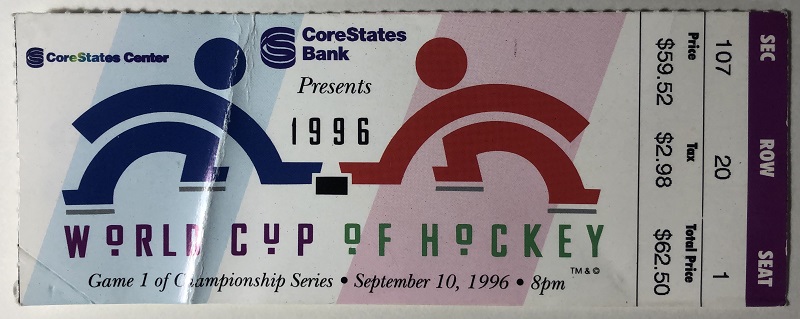 CoreStates Center
CoreStates
Bank
Presents
1996
WORLD CUP OF HOCKEY
TM & ©
Game 1 of Championship Series • September 10, 1996 • 8pm
SEC ROW SEAT
107 20 1
Price Tax Total Price
$59.52 $2.98 $62.50